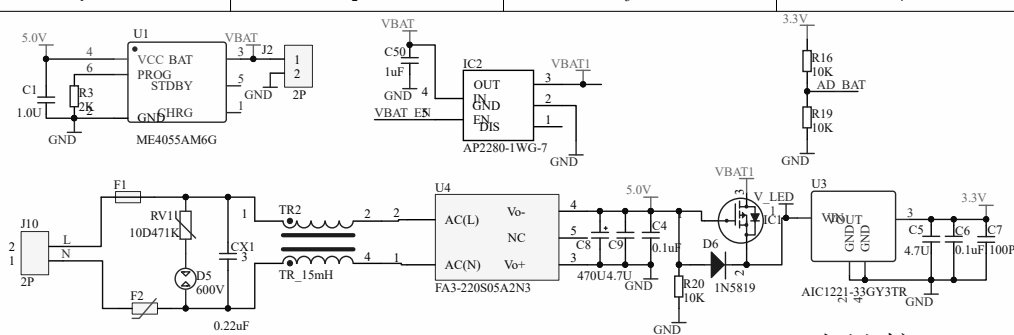 5.0V
U1
VBAT
J2
4
VCC BAT
3
1
6
PROG
2
STDBY
5
C1
R3
2K
GND
2P
1.0U
2
GND
CHRG
1
GND
ME4055AM6G
VBAT
C50
1uF
IC2
VBAT1
OUT
3
GND
4
IN
GND
2
VBAT_EN
5
EN
DIS
1
AP2280-1WG-7
GND
3.3V
R16
10K
AD_BAT
R19
10K
GND
F1
J10
L
2
N
1
2P
RV1
10D471K
D5
600V
F2
CX1
3
0.22uF
1
TR2
2
2
TR_15mH
4
1
U4
AC(L)
Vo-
4
NC
5
AC(N)
Vo+
3
FA3-220S05A2N3
5.0V
C8
C9
C4
0.1uF
470U
4.7U
GND
R20
10K
GND
D6
1N5819
VBAT1
3
V_LED
1
IC1
2
U3
VIN
VOUT
3
GND
GND
AIC1221-33GY3TR
2
4
3.3V
C5
C6
C7
4.7U
0.1uF
100P
GND